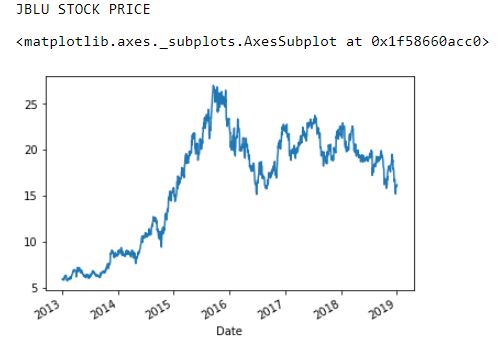 JBLU STOCK PRICE
<matplotlib.axes._subplots.AxesSubplot at 0x1f58660acc0>
25
20
15
10
5
2013 2014 2015 2016 2017 2018 2019
Date